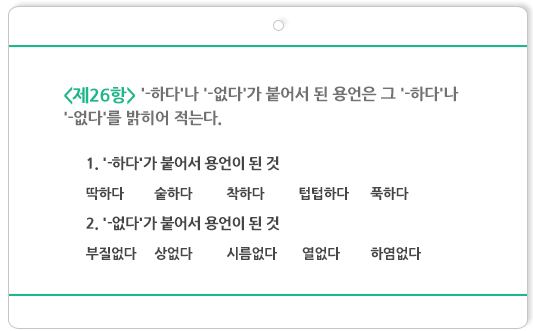 <제26항> '-하다'나 '-없다'가 붙어서 된 용언은 그 '-하다'나
'-없다'를 밝히어 적는다.
1. '-하다'가 붙어서 용언이 된 것
딱하다 숱하다 착하다 텁텁하다 푹하다
2. '-없다'가 붙어서 용언이 된 것
부질없다 상없다 시름없다 열없다 하염없다